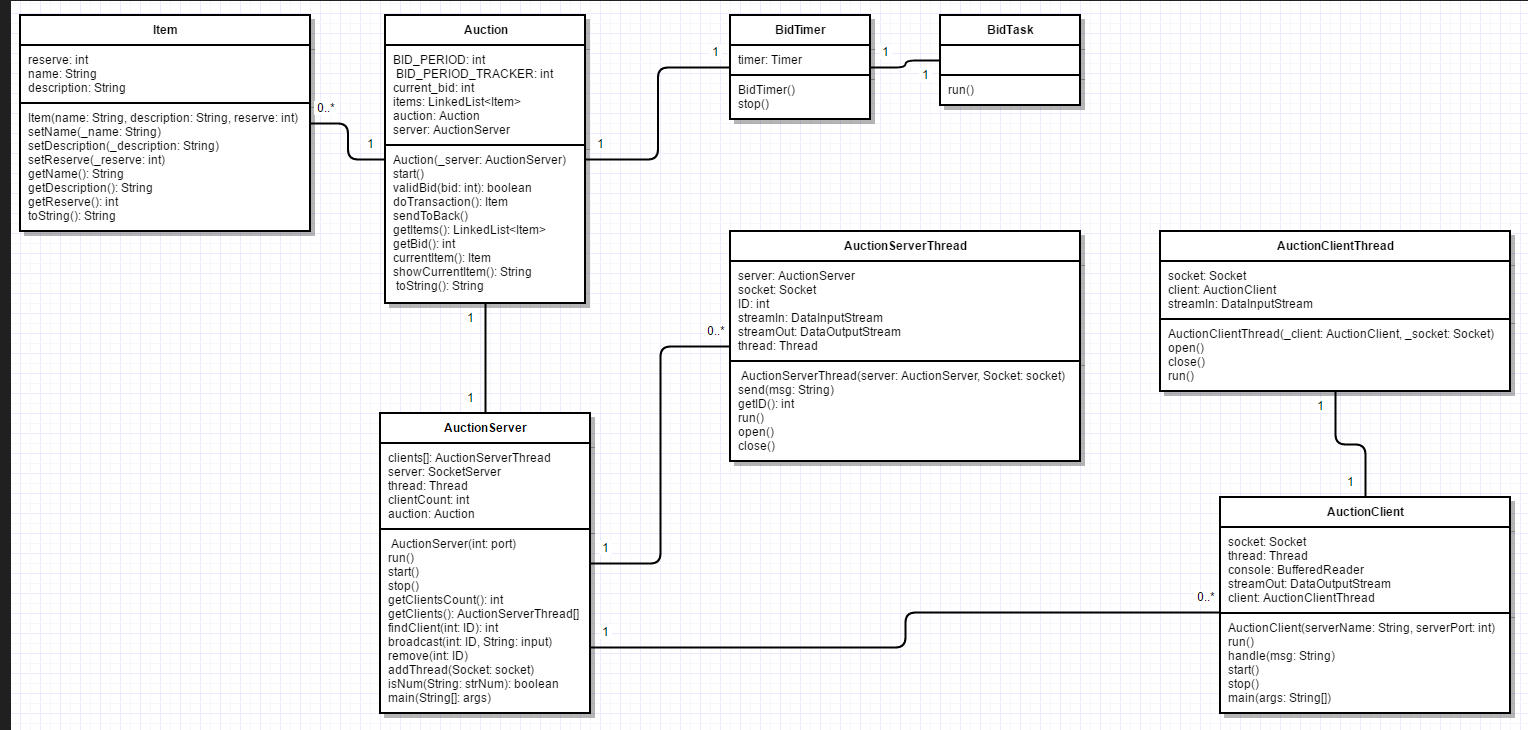 Item
reserve: int
name: String
description: String
Item(name: String, description: String, reserve: int)
setName(_name: String)
setDescription(_description: String)
setReserve(_reserve: int)
getName(): String
getDescription(): String
getReserve(): int
toString(): String
0..*
1
Auction
BID_PERIOD: int
BID_PERIOD_TRACKER: int
current_bid: int
items: LinkedList<Item>
auction: Auction
server: AuctionServer
Auction(_server: AuctionServer)
start()
validBid(bid: int): boolean
doTransaction(): Item
sendToBack()
getItems(): LinkedList<Item>
getBid(): int
currentItem(): Item
showCurrentItem(): String
toString(): String
1
1
BidTimer
timer: Timer
BidTimer()
stop()
1
1
BidTask
run()
1
1
AuctionServer
clients[]: AuctionServerThread
server: SocketServer
thread: Thread
clientCount: int
auction: Auction
AuctionServer(int: port)
run()
start()
stop()
getClientsCount(): int
getClients(): AuctionServerThread[]
findClient(int: ID): int
broadcast(int: ID, String: input)
remove(int: ID)
addThread(Socket: socket)
isNum(String: strNum): boolean
main(String[]: args)
1
0..*
AuctionServerThread
server: AuctionServer
socket: Socket
ID: int
streamIn: DataInputStream
streamOut: DataOutputStream
thread: Thread
AuctionServerThread(server: AuctionServer, Socket: socket)
send(msg: String)
getID(): int
run()
open()
close()
1
0..*
AuctionClientThread
socket: Socket
client: AuctionClient
streamIn: DataInputStream
AuctionClientThread(_client: AuctionClient, _socket: Socket)
open()
close()
run()
1
1
AuctionClient
socket: Socket
thread: Thread
console: BufferedReader
streamOut: DataOutputStream
client: AuctionClientThread
AuctionClient(serverName: String, serverPort: int)
run()
handle(msg: String)
start()
stop()
main(args: String[])